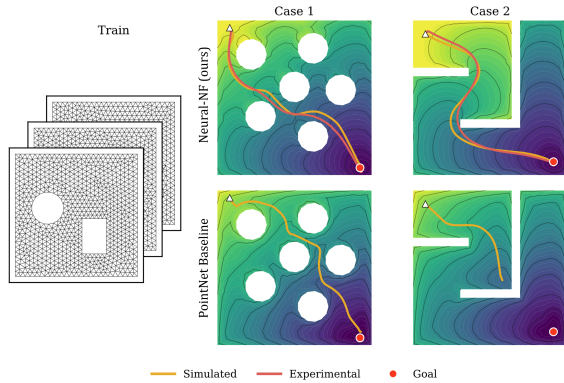 Train
Case 1
Case 2
Neural-NF (ours)
PointNet Baseline
Simulated
Experimental
Goal